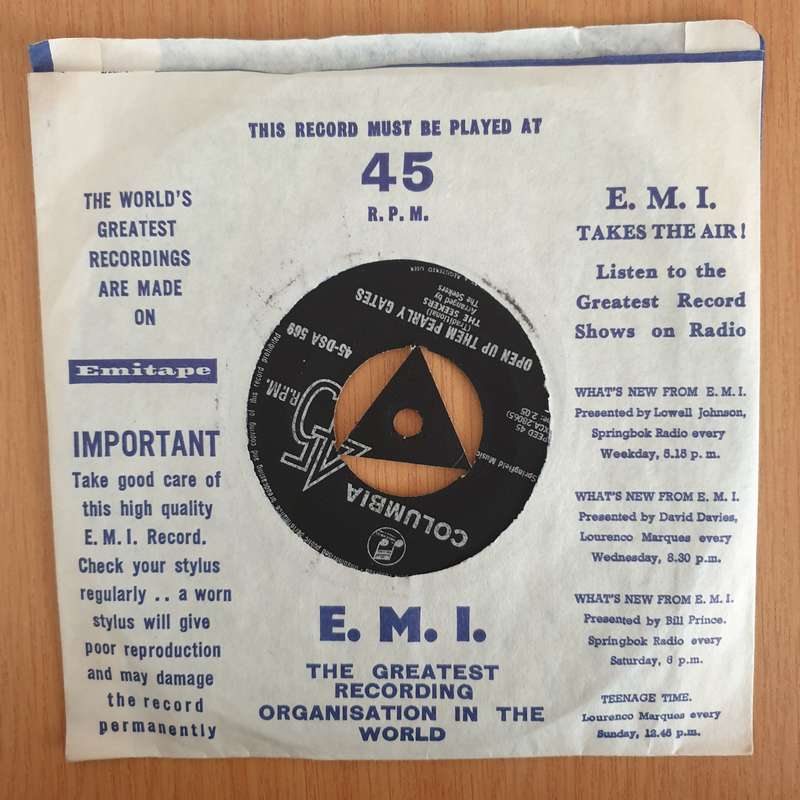 THIS RECORD MUST BE PLAYED AT
45
R. P. M.
THE WORLD'S
GREATEST
RECORDINGS
ARE MADE
ON
Emitape
IMPORTANT
Take good care of
this high quality
E. M. I. Record.
Check your stylus
regularly . . a worn
stylus will give
poor reproduction
and may damage
the record
permanently
COLUMBIA
45
R.P.M.
Springfield Music
SPEED 45
45-DSA 569
OPEN UP THEM PEARLY GATES
(Traditional)
THE SEEKERS
Arranged by
The Seekers
E. M. I.
THE GREATEST
RECORDING
ORGANISATION IN THE
WORLD
E. M. I.
TAKES THE AIR!
Listen to the
Greatest Record
Shows on Radio
WHAT'S NEW FROM E. M. I.
Presented by Lowell Johnson,
Springbok Radio every
Weekday, 5.15 p. m.
WHAT'S NEW FROM E. M. I.
Presented by David Davies,
Lourenco Marques every
Wednesday, 8.30 p.m.
WHAT'S NEW FROM E. M. I.
Presented by Bill Prince.
Springbok Radio every
Saturday, 6 p.m.
TEENAGE TIME.
Lourenco Marques every
Sunday, 12.45 p.m.